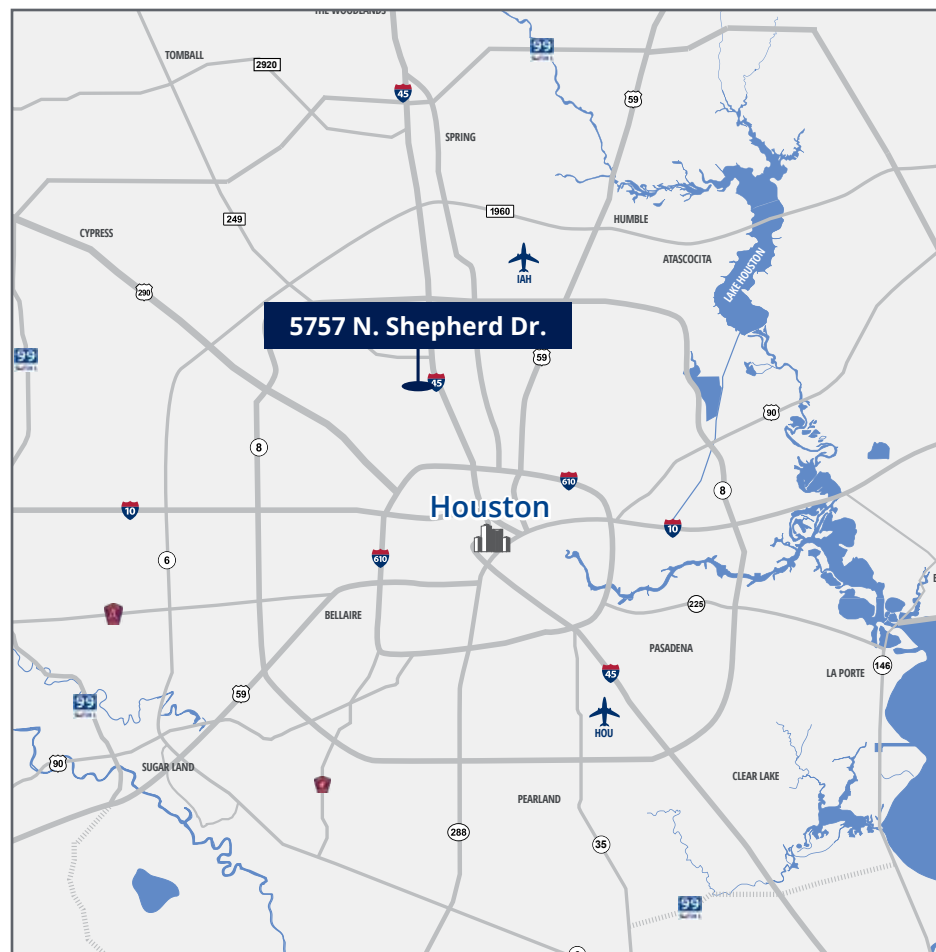 THE WOODLANDS
99
TOMBALL
2920
45
59
SPRING
1960
249
HUMBLE
CYPRESS
ATASCOCITA
IAH
LAKE HOUSTON
290
5757 N. Shepherd Dr.
99
59
45
90
8
610
8
Houston
10
10
6
610
225
BELLAIRE
PASADENA
146
LA PORTE
45
59
99
HOU
90
SUGAR LAND
CLEAR LAKE
PEARLAND
288
35
99